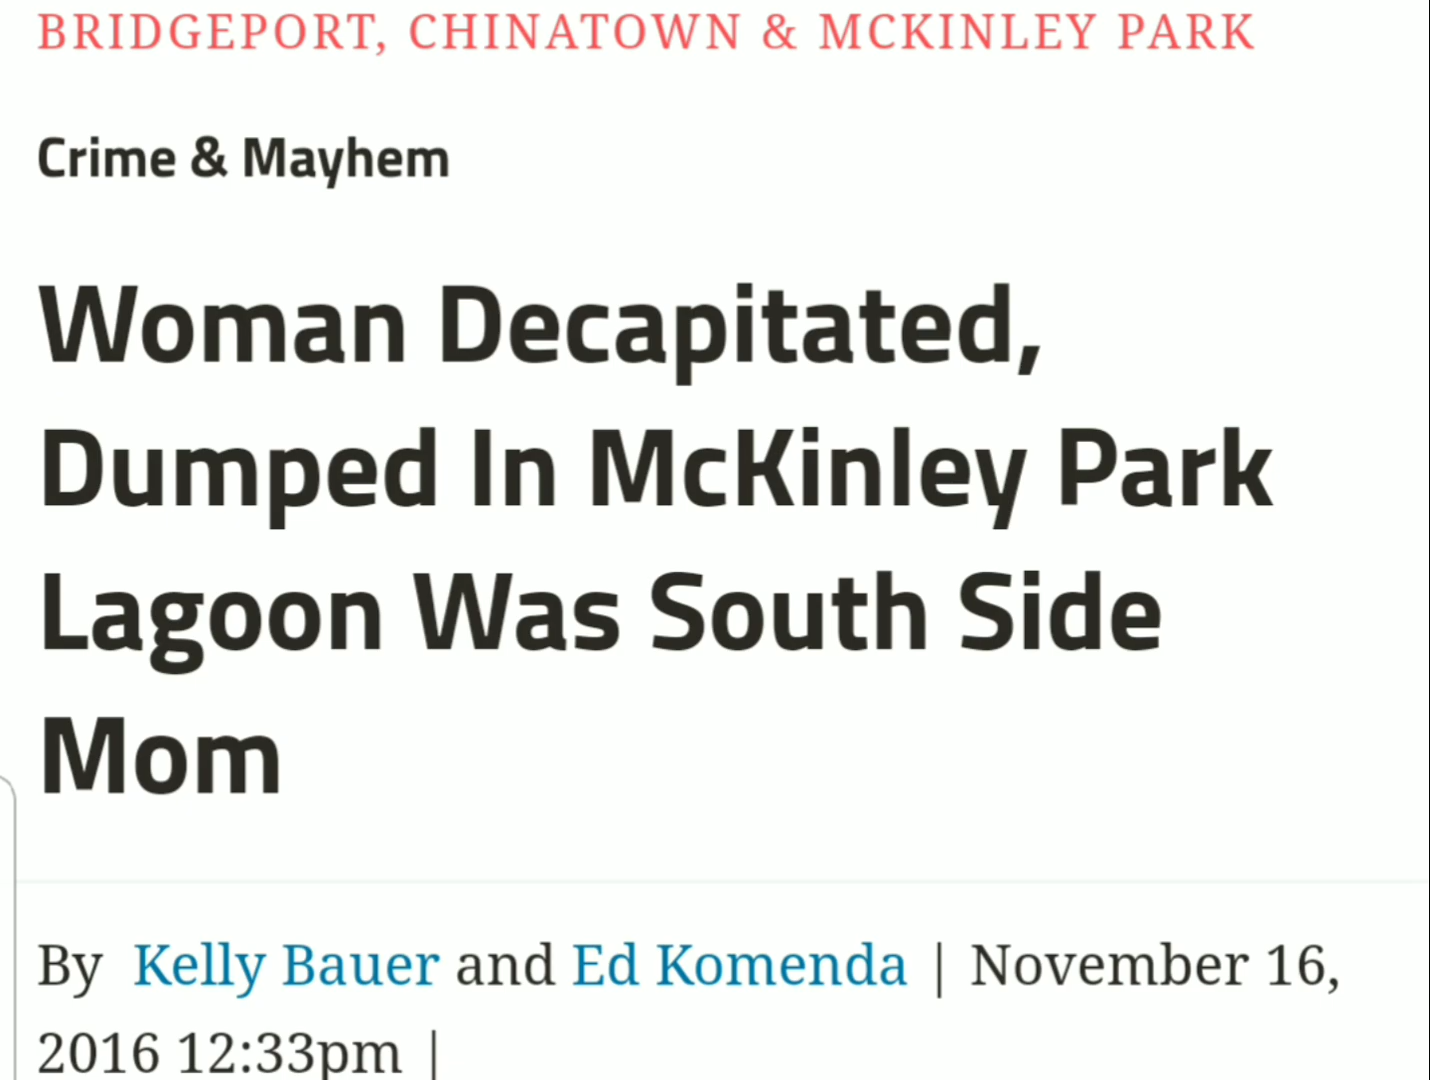 BRIDGEPORT, CHINATOWN & MCKINLEY PARK
Crime & Mayhem
Woman Decapitated,
Dumped In McKinley Park
Lagoon Was South Side
Mom
By Kelly Bauer and Ed Komenda | November 16,
2016 12:33pm |